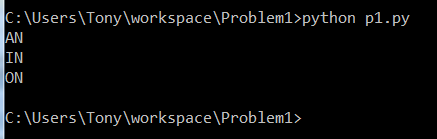 C:\Users\Tony\workspace\Problem1>python p1.py
AN
IN
ON
C:\Users\Tony\workspace\Problem1>